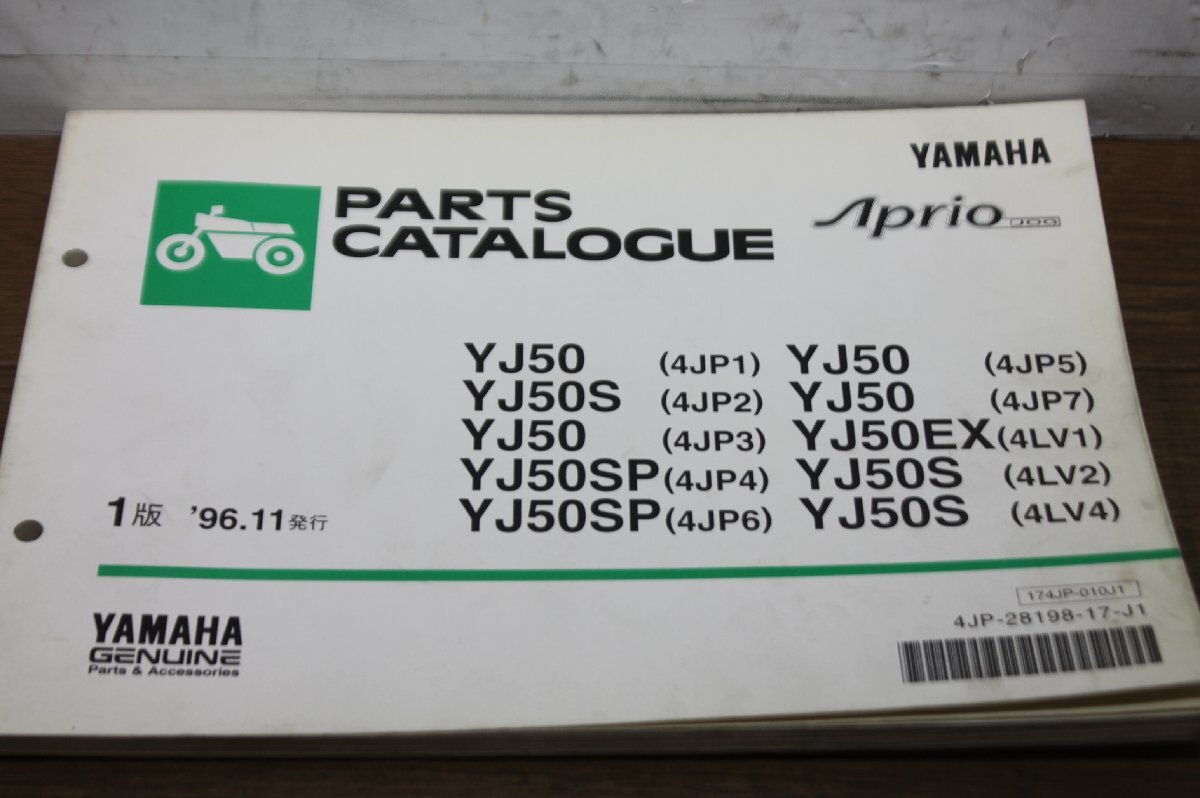 YAMAHA
PARTS
CATALOGUE
Aprio JOG
YJ50 (4JP1) YJ50 (4JP5)
YJ50S (4JP2) YJ50 (4JP7)
YJ50 (4JP3) YJ50EX (4LV1)
YJ50SP (4JP4) YJ50S (4LV2)
YJ50SP (4JP6) YJ50S (4LV4)
1版 '96.11発行
174JP-010J1
4JP-28198-17-J1
YAMAHA
GENUINE
Parts & Accessories